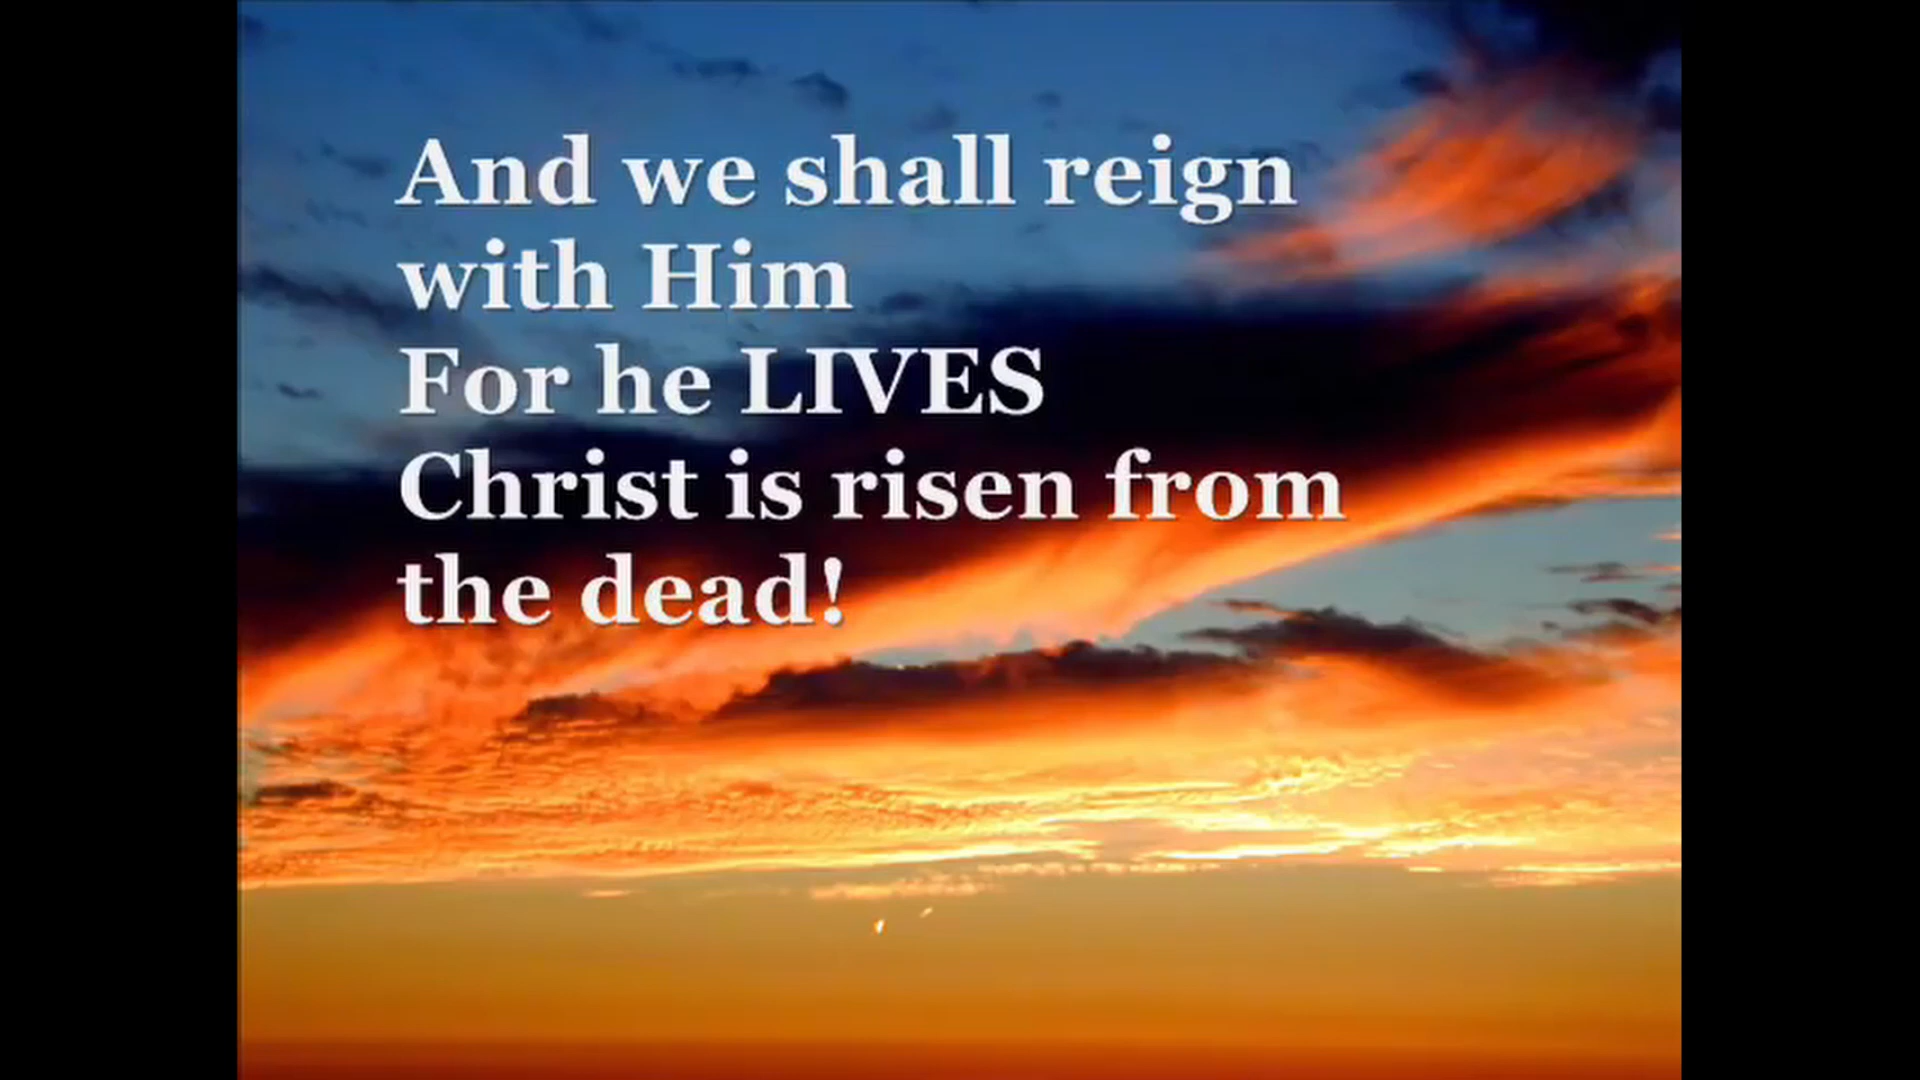 And we shall reign
with Him
For he LIVES
Christ is risen from
the dead!